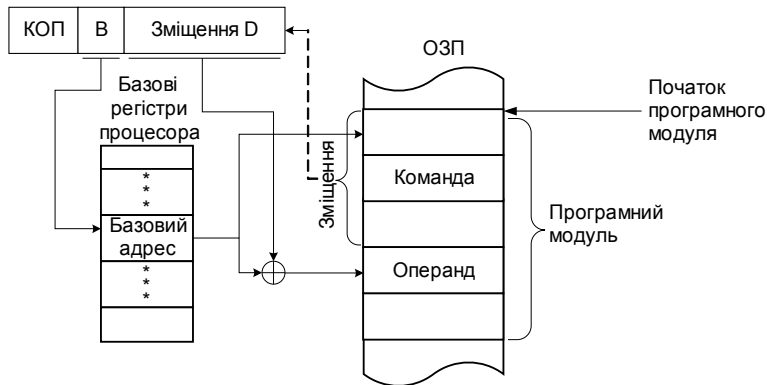 КОП В Зміщення D
ОЗП
Базові
регістри
процесора
*
*
*
Базовий
адрес
*
*
*
Зміщення
Команда
Операнд
Початок
програмного
модуля
Програмний
модуль